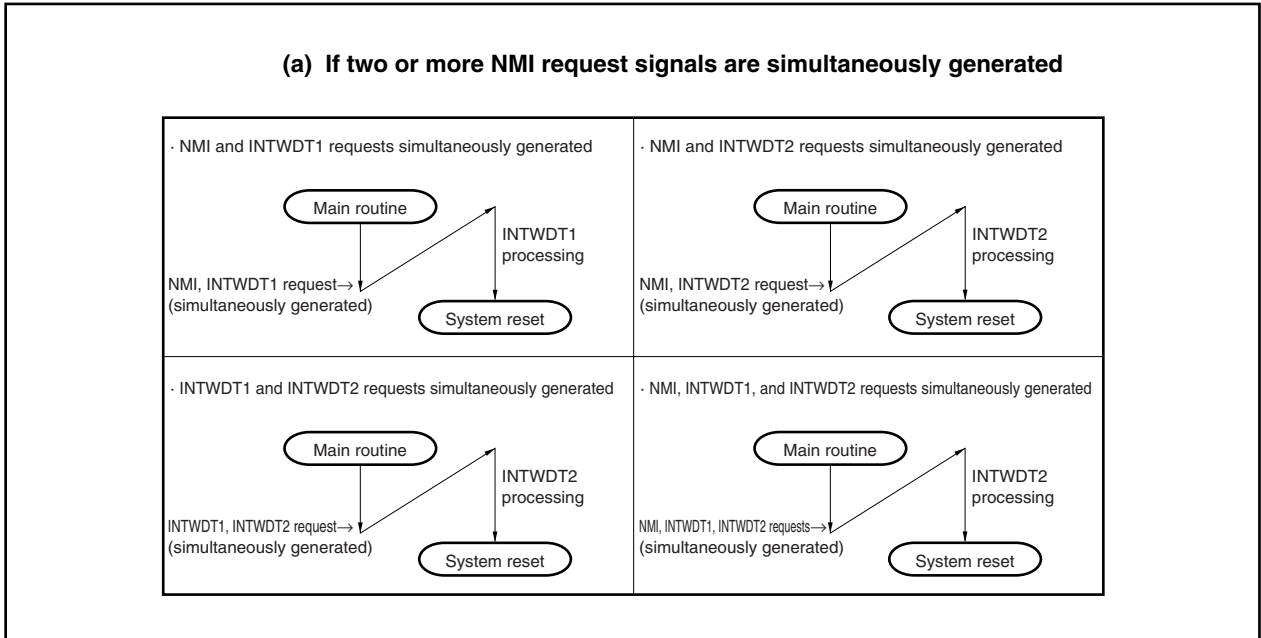 (a) If two or more NMI request signals are simultaneously generated
· NMI and INTWDT1 requests simultaneously generated
Main routine
INTWDT1
processing
NMI, INTWDT1 request→
(simultaneously generated)
System reset
· NMI and INTWDT2 requests simultaneously generated
Main routine
INTWDT2
processing
NMI, INTWDT2 request→
(simultaneously generated)
System reset
· INTWDT1 and INTWDT2 requests simultaneously generated
Main routine
INTWDT2
processing
INTWDT1, INTWDT2 request→
(simultaneously generated)
System reset
· NMI, INTWDT1, and INTWDT2 requests simultaneously generated
Main routine
INTWDT2
processing
NMI, INTWDT1, INTWDT2 requests→
(simultaneously generated)
System reset